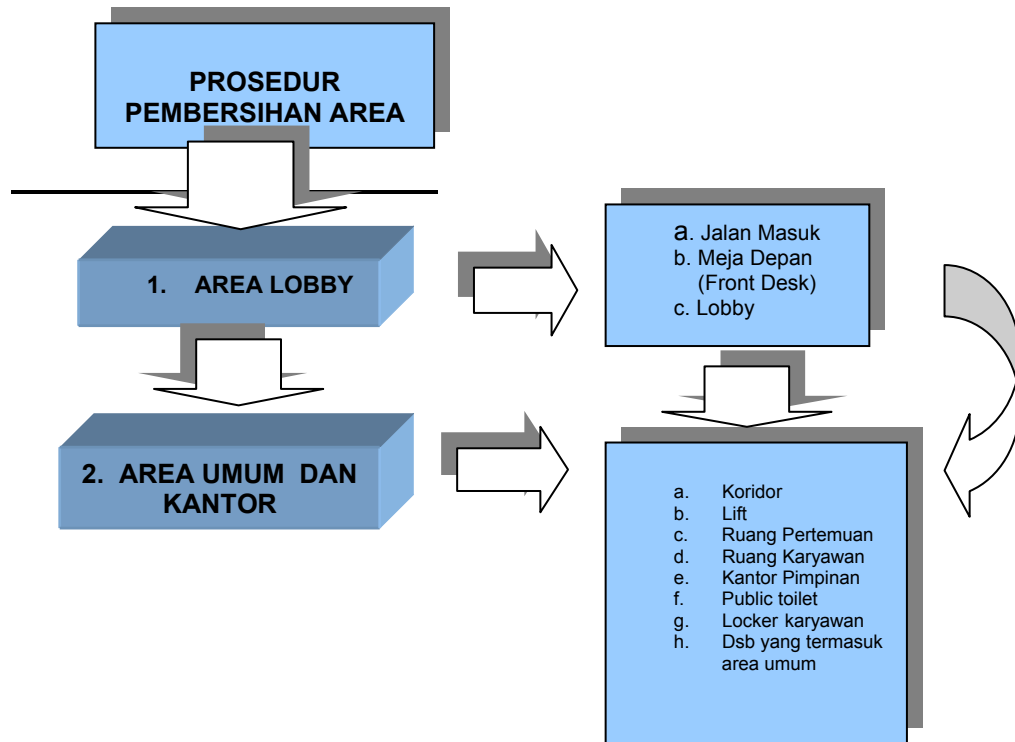 PROSEDUR
PEMBERSIHAN AREA
1. AREA LOBBY
a. Jalan Masuk
b. Meja Depan
(Front Desk)
c. Lobby
2. AREA UMUM DAN
KANTOR
a. Koridor
b. Lift
c. Ruang Pertemuan
d. Ruang Karyawan
e. Kantor Pimpinan
f. Public toilet
g. Locker karyawan
h. Dsb yang termasuk
area umum